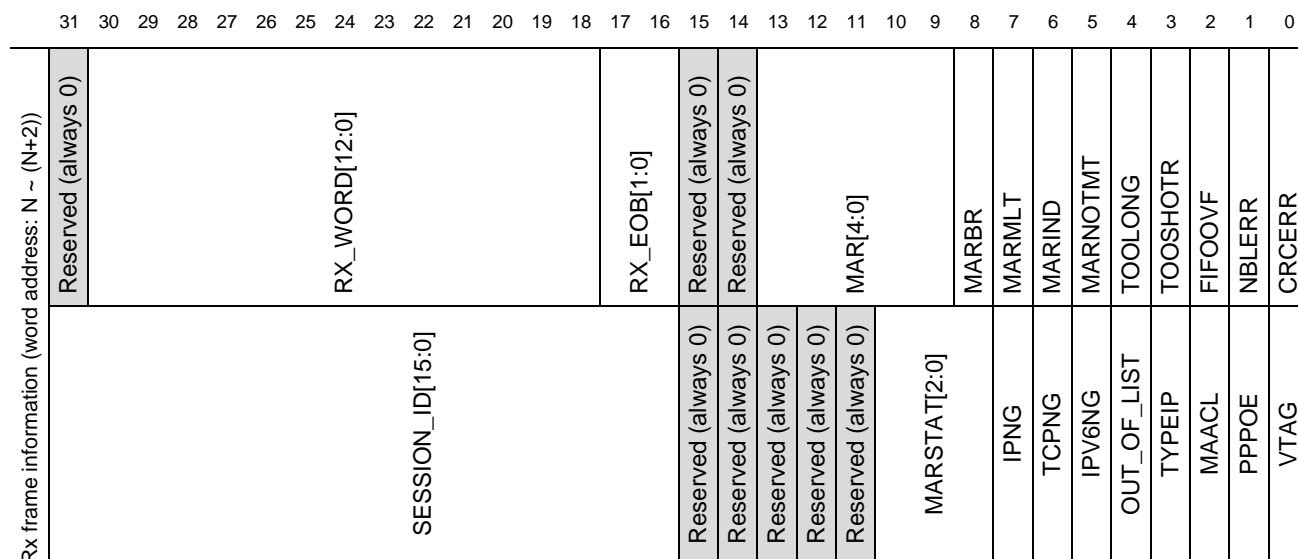 31 30 29 28 27 26 25 24 23 22 21 20 19 18 17 16 15 14 13 12 11 10 9 8 7 6 5 4 3 2 1 0
Rx frame information (word address: N ~ (N+2))
Reserved (always 0)
RX_WORD[12:0]
RX_EOB[1:0]
Reserved (always 0)
Reserved (always 0)
MAR[4:0]
MARBR
MARMLT
MARIND
MARNOTMT
TOOLONG
TOOSHOTR
FIFOOVF
NBLERR
CRCERR
SESSION_ID[15:0]
Reserved (always 0)
Reserved (always 0)
Reserved (always 0)
Reserved (always 0)
Reserved (always 0)
MARSTAT[2:0]
IPNG
TCPNG
IPV6NG
OUT_OF_LIST
TYPEIP
MAACL
PPPOE
VTAG